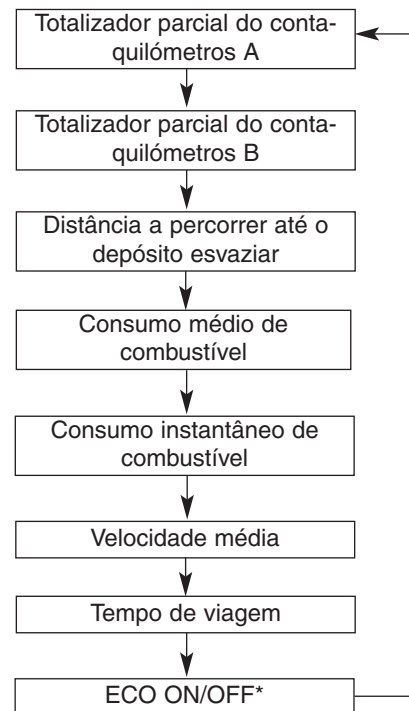 Totalizador parcial do conta-
quilómetros A
Totalizador parcial do conta-
quilómetros B
Distância a percorrer até o
depósito esvaziar
Consumo médio de
combustível
Consumo instantâneo de
combustível
Velocidade média
Tempo de viagem
ECO ON/OFF*